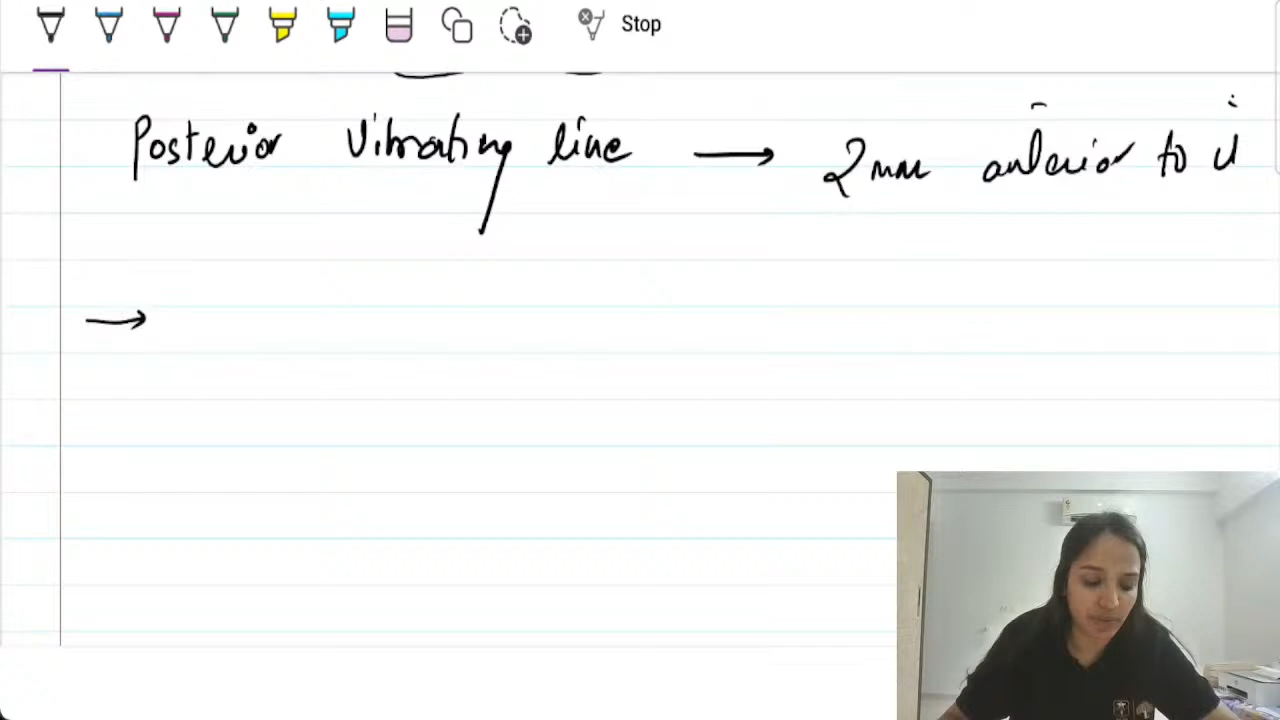 Stop
Posterior Vibrating line → 2mm anterior to
→